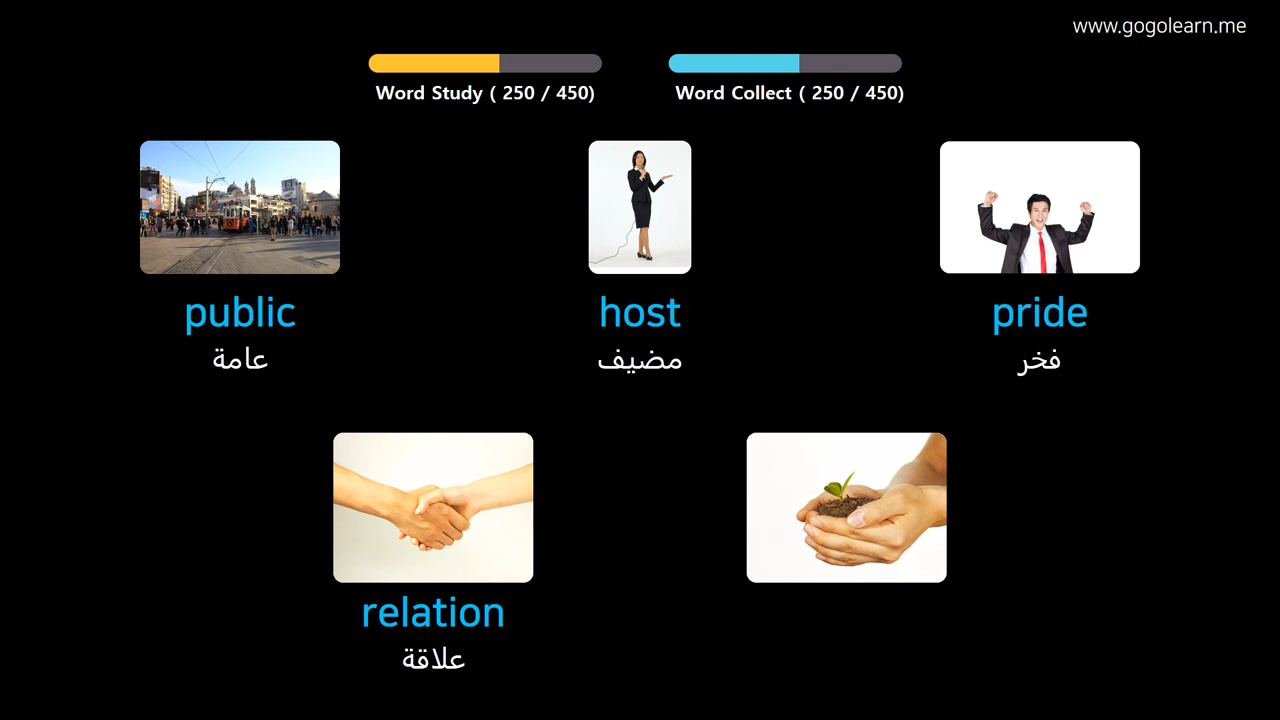 www.gogolearn.me
Word Study ( 250 / 450)
Word Collect ( 250 / 450)
public
عامة
host
مضيف
pride
فخر
relation
علاقة